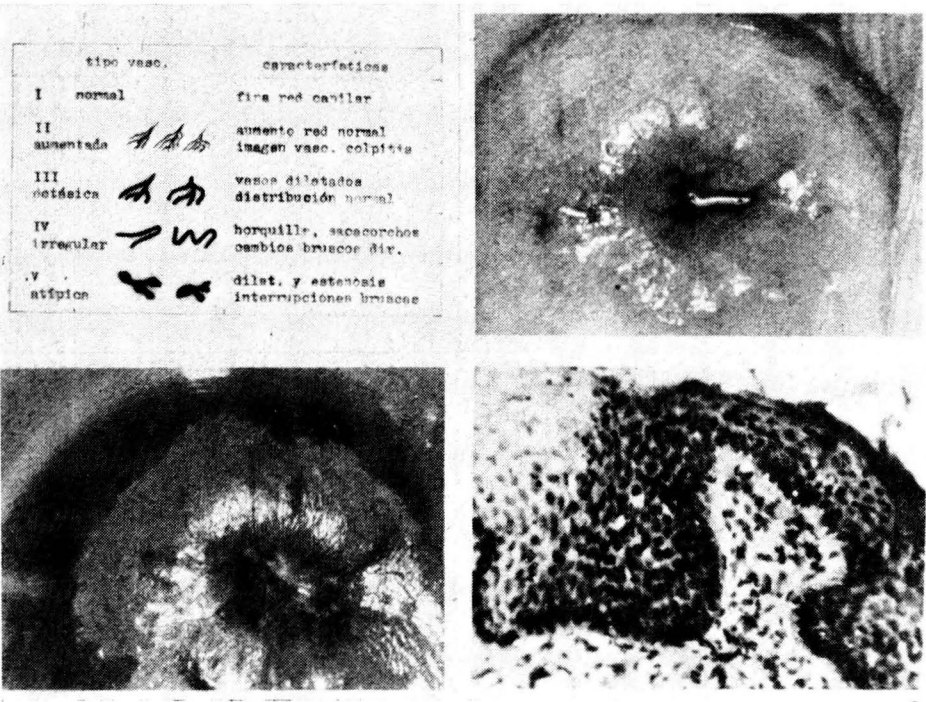 tipo vaso. características
I normal fina red capilar
II aumento red normal
aumentada imagen vasc. colpitis
III vasos dilatados
ectásica distribución normal
IV horquilla, sacacorchos
irregular cambios bruscos dir.
V dilat. y estenosis
atípica interrupciones bruscas